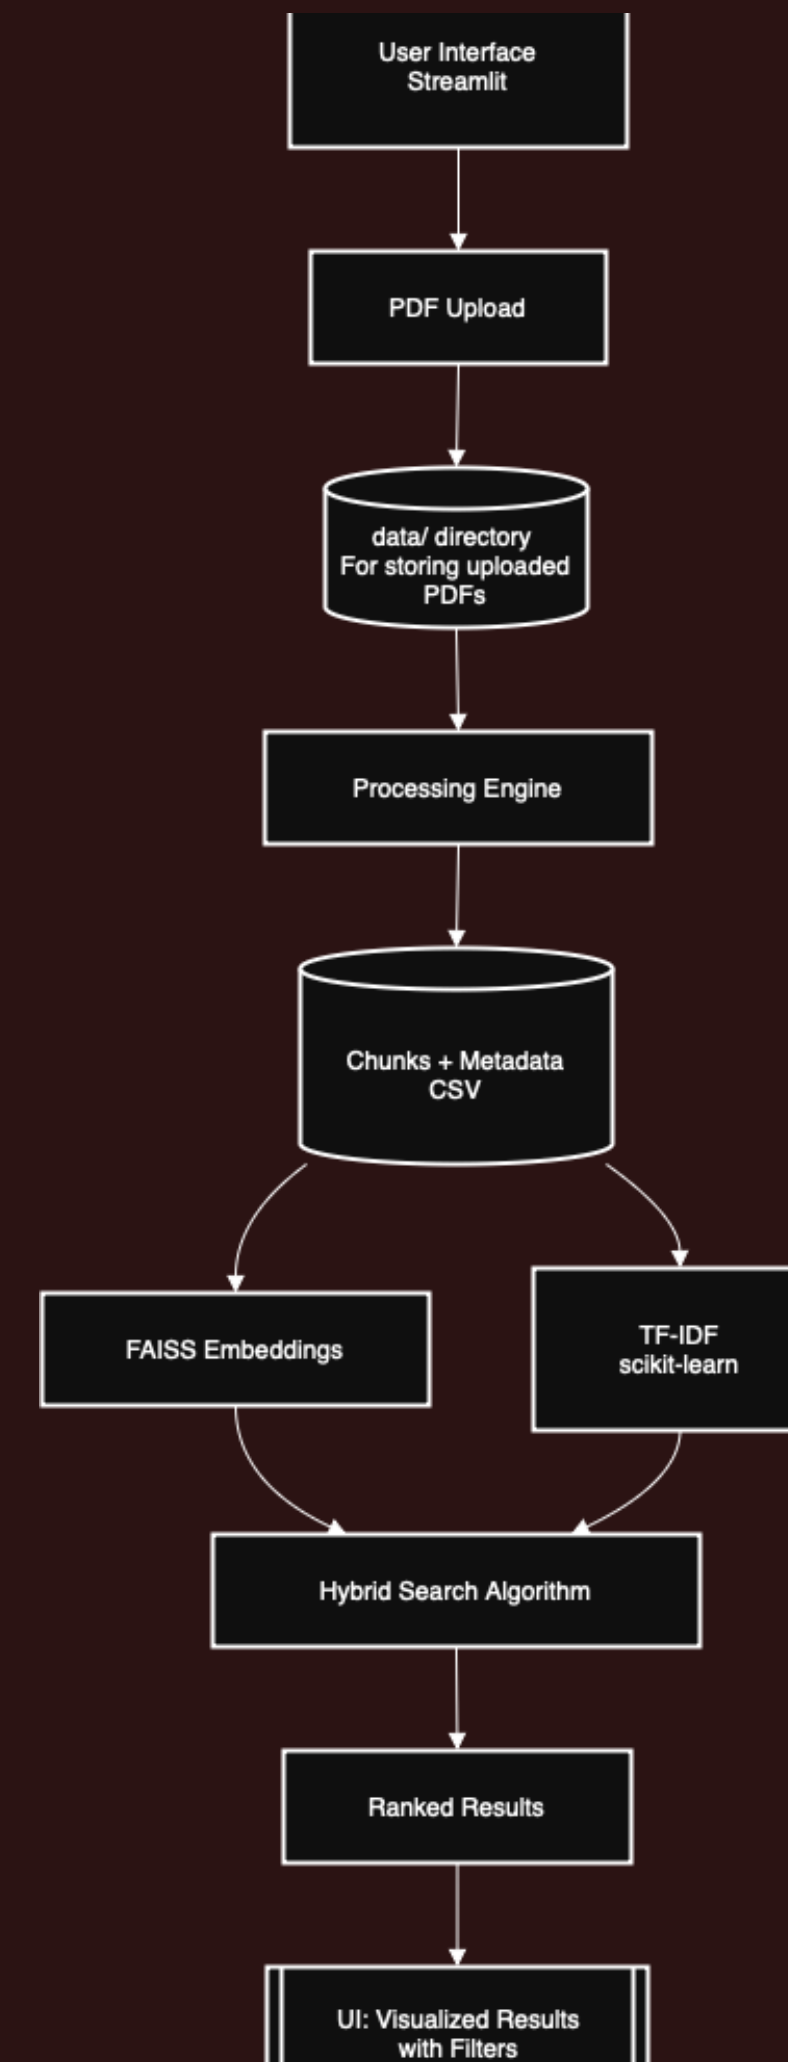 User Interface
Streamlit
PDF Upload
data/ directory
For storing uploaded
PDFs
Processing Engine
Chunks + Metadata
CSV
FAISS Embeddings
TF-IDF
scikit-learn
Hybrid Search Algorithm
Ranked Results
UI: Visualized Results
with Filters